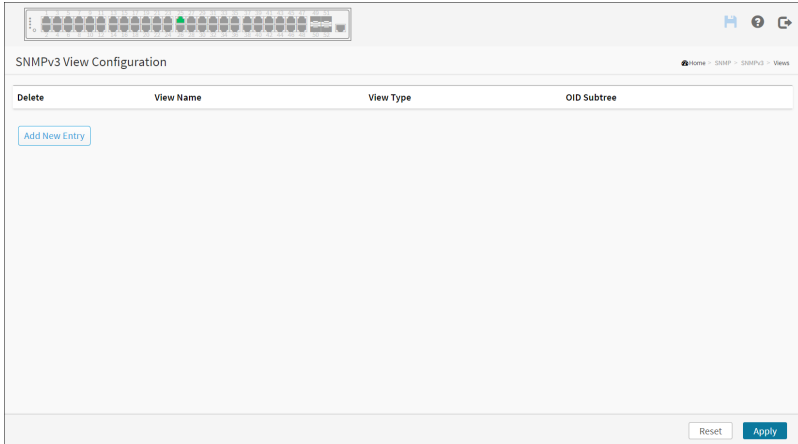 SNMPv3 View Configuration
Home > SNMP > SNMPv3 > Views
Delete View Name View Type OID Subtree
Add New Entry
Reset Apply